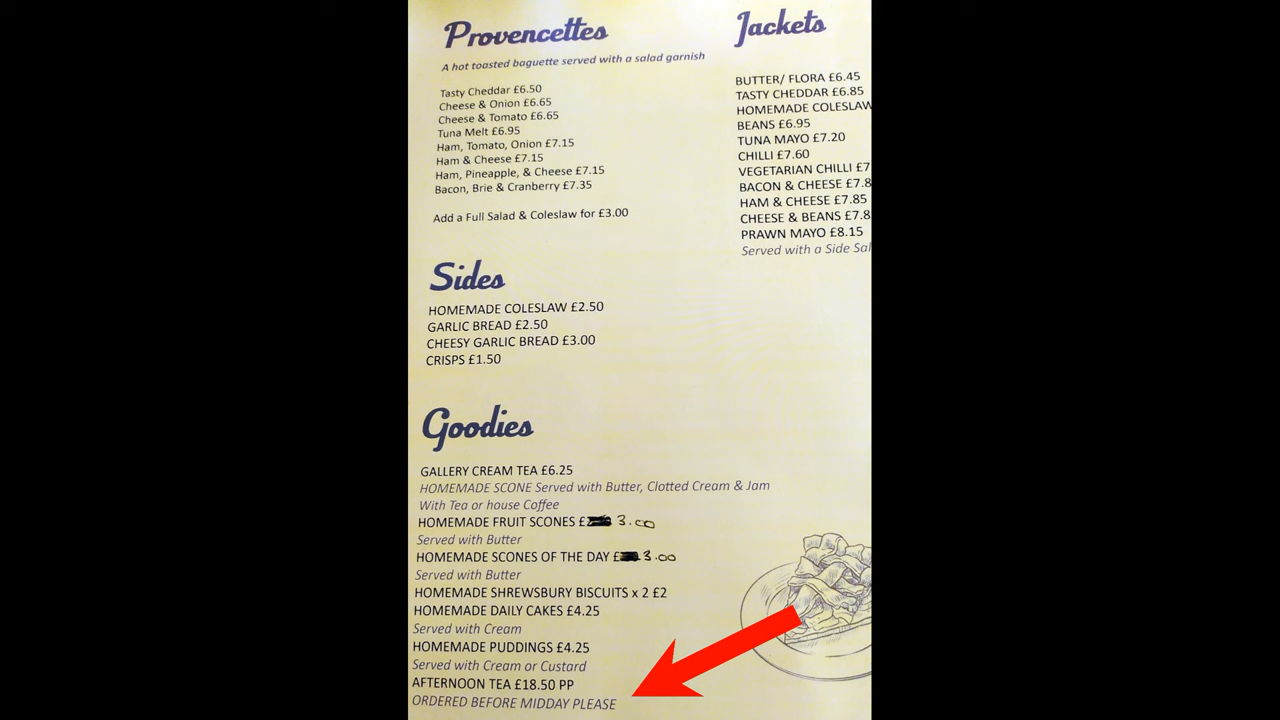 Provencettes
A hot toasted baguette served with a salad garnish
Tasty Cheddar £6.50
Cheese & Onion £6.65
Cheese & Tomato £6.65
Tuna Melt £6.95
Ham, Tomato, Onion £7.15
Ham & Cheese £7.15
Ham, Pineapple, & Cheese £7.15
Bacon, Brie & Cranberry £7.35
Add a Full Salad & Coleslaw for £3.00
Sides
HOMEMADE COLESLAW £2.50
GARLIC BREAD £2.50
CHEESY GARLIC BREAD £3.00
CRISPS £1.50
Goodies
GALLERY CREAM TEA £6.25
HOMEMADE SCONE Served with Butter, Clotted Cream & Jam
With Tea or house Coffee
HOMEMADE FRUIT SCONES £ 3.00
Served with Butter
HOMEMADE SCONES OF THE DAY £ 3.00
Served with Butter
HOMEMADE SHREWSBURY BISCUITS x 2 £2
HOMEMADE DAILY CAKES £4.25
Served with Cream
HOMEMADE PUDDINGS £4.25
Served with Cream or Custard
AFTERNOON TEA £18.50 PP
ORDERED BEFORE MIDDAY PLEASE
Jackets
BUTTER/ FLORA £6.45
TASTY CHEDDAR £6.85
HOMEMADE COLESLAW
BEANS £6.95
TUNA MAYO £7.20
CHILLI £7.60
VEGETARIAN CHILLI £7
BACON & CHEESE £7.8
HAM & CHEESE £7.85
CHEESE & BEANS £7.8
PRAWN MAYO £8.15
Served with a Side Sal